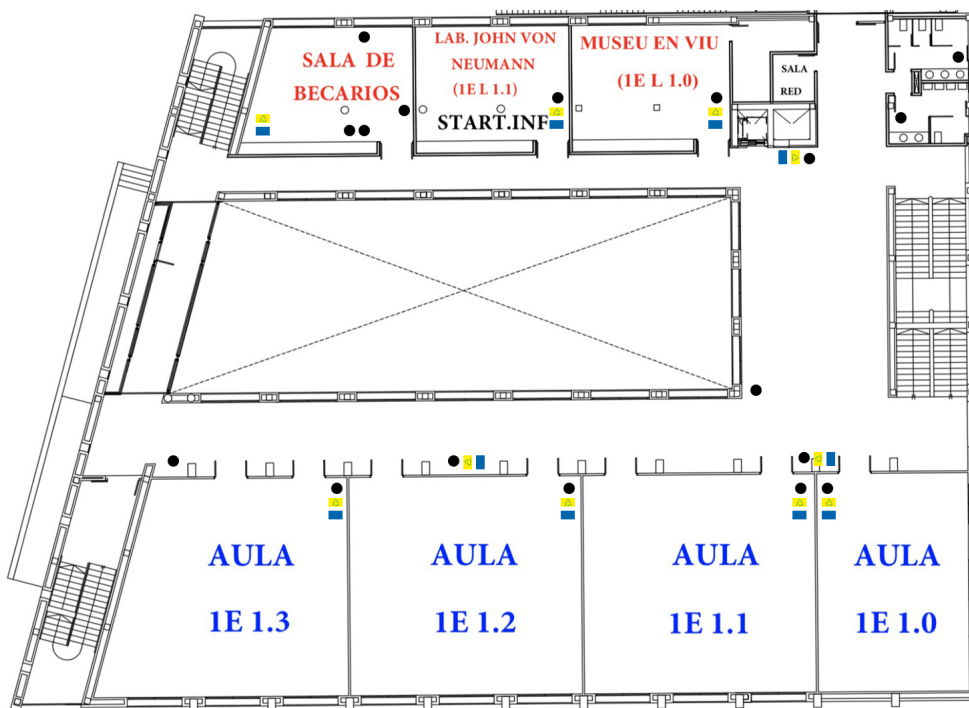 SALA DE
BECARIOS
LAB. JOHN VON
NEUMANN
(1E L 1.1)
START.INF
MUSEU EN VIU
(1E L 1.0)
SALA
RED
AULA
1E 1.3
AULA
1E 1.2
AULA
1E 1.1
AULA
1E 1.0